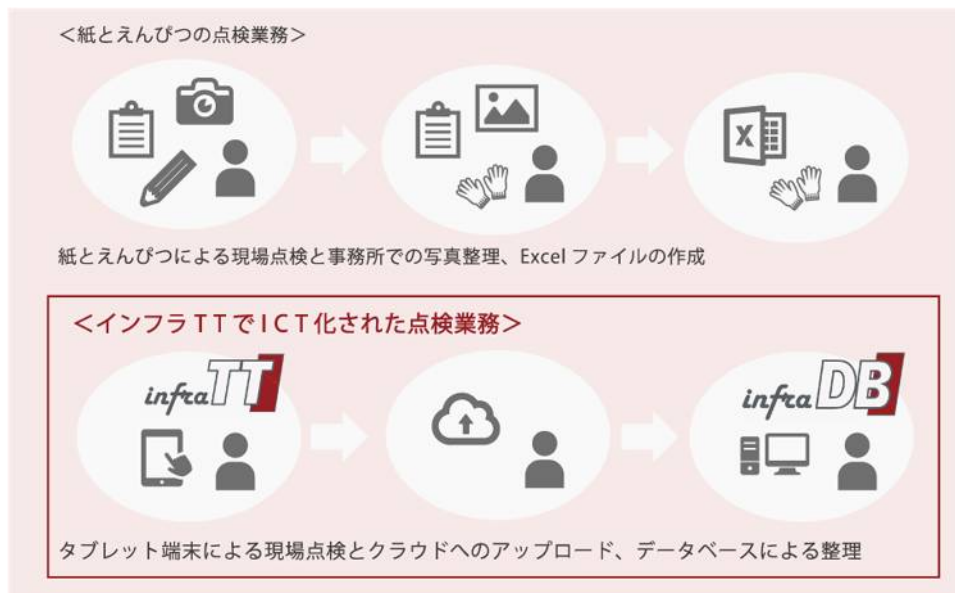 ＜紙とえんぴつの点検業務＞
X
紙とえんぴつによる現場点検と事務所での写真整理、Excel ファイルの作成
＜インフラTTでICT化された点検業務＞
infraTT
infraDB
タブレット端末による現場点検とクラウドへのアップロード、データベースによる整理